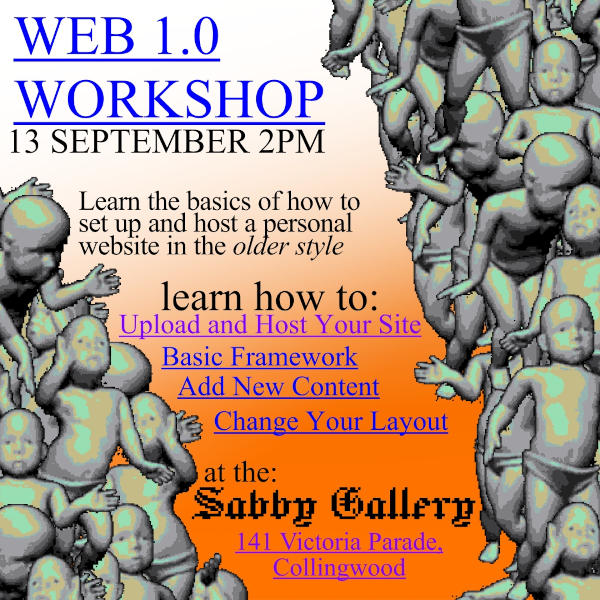 WEB 1.0
WORKSHOP
13 SEPTEMBER 2PM
Learn the basics of how to
set up and host a personal
website in the older style
learn how to:
Upload and Host Your Site
Basic Framework
Add New Content
Change Your Layout
at the:
Sabby Gallery
141 Victoria Parade,
Collingwood